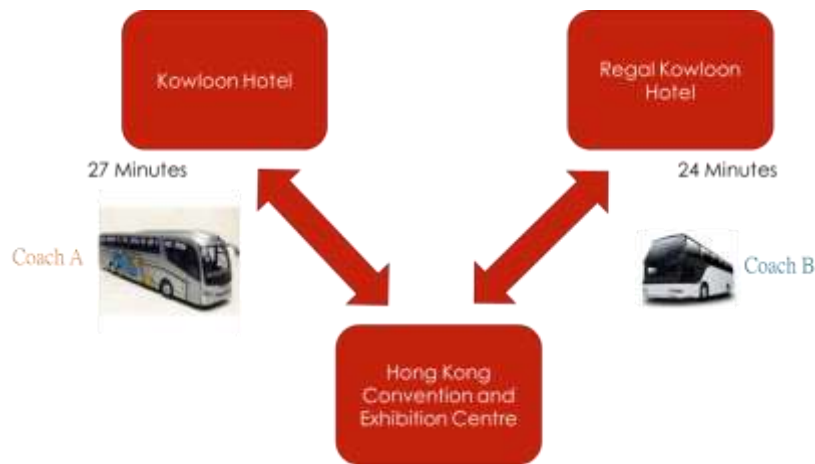 Kowloon Hotel
Regal Kowloon
Hotel
27 Minutes
24 Minutes
Coach A
Coach B
Hong Kong
Convention and
Exhibition Centre